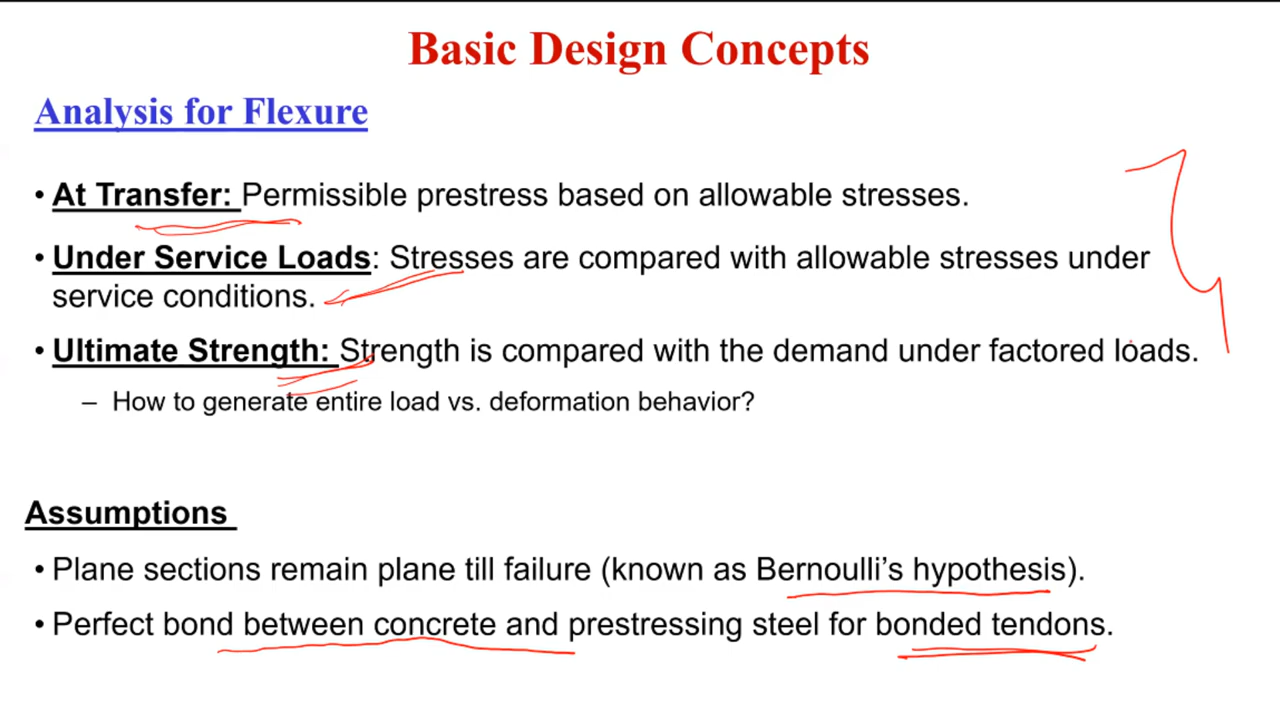 Basic Design Concepts
Analysis for Flexure
• At Transfer: Permissible prestress based on allowable stresses.
• Under Service Loads: Stresses are compared with allowable stresses under
service conditions.
• Ultimate Strength: Strength is compared with the demand under factored loads.
– How to generate entire load vs. deformation behavior?
Assumptions
• Plane sections remain plane till failure (known as Bernoulli’s hypothesis).
• Perfect bond between concrete and prestressing steel for bonded tendons.